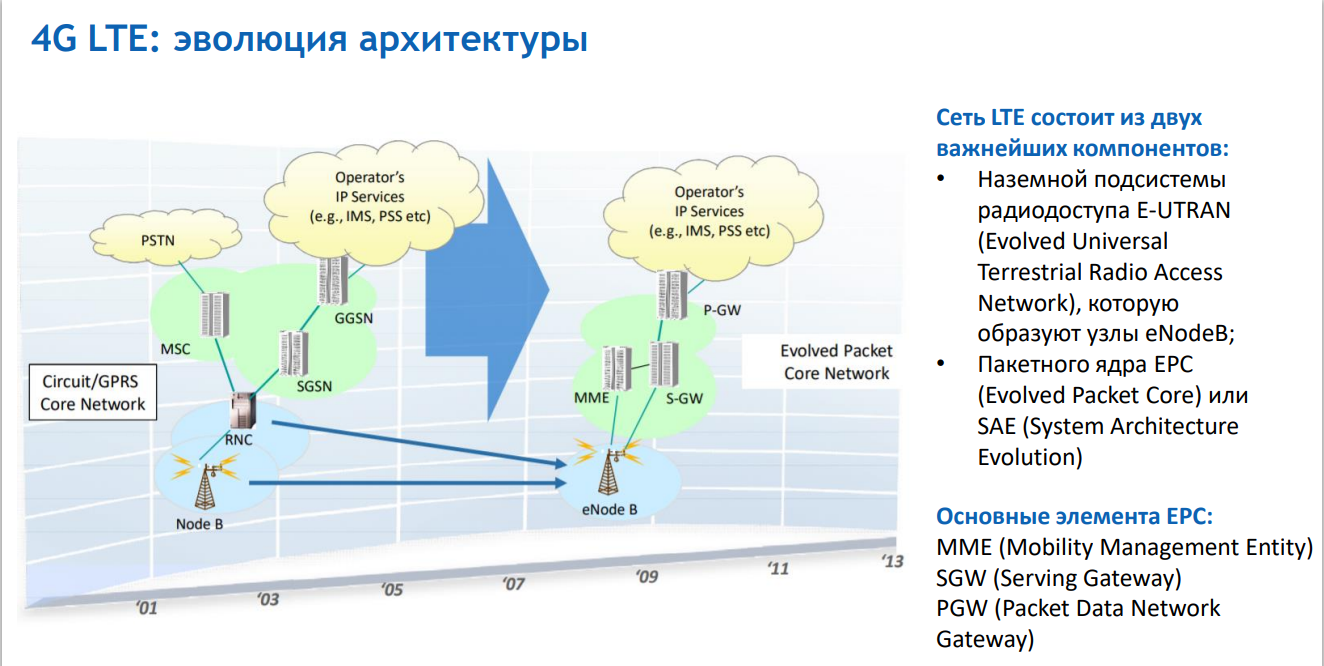 4G LTE: эволюция архитектуры
Operator's
IP Services
(e.g., IMS, PSS etc)
PSTN
GGSN
MSC
SGSN
Circuit/GPRS
Core Network
RNC
Node B
Operator's
IP Services
(e.g., IMS, PSS etc)
P-GW
Evolved Packet
Core Network
MME
S-GW
eNode B
‘01
‘03
‘05
‘07
‘09
‘11
‘13
Сеть LTE состоит из двух
важнейших компонентов:
• Наземной подсистемы
радиодоступа E-UTRAN
(Evolved Universal
Terrestrial Radio Access
Network), которую
образуют узлы eNodeB;
• Пакетного ядра EPC
(Evolved Packet Core) или
SAE (System Architecture
Evolution)
Основные элемента EPC:
MME (Mobility Management Entity)
SGW (Serving Gateway)
PGW (Packet Data Network
Gateway)